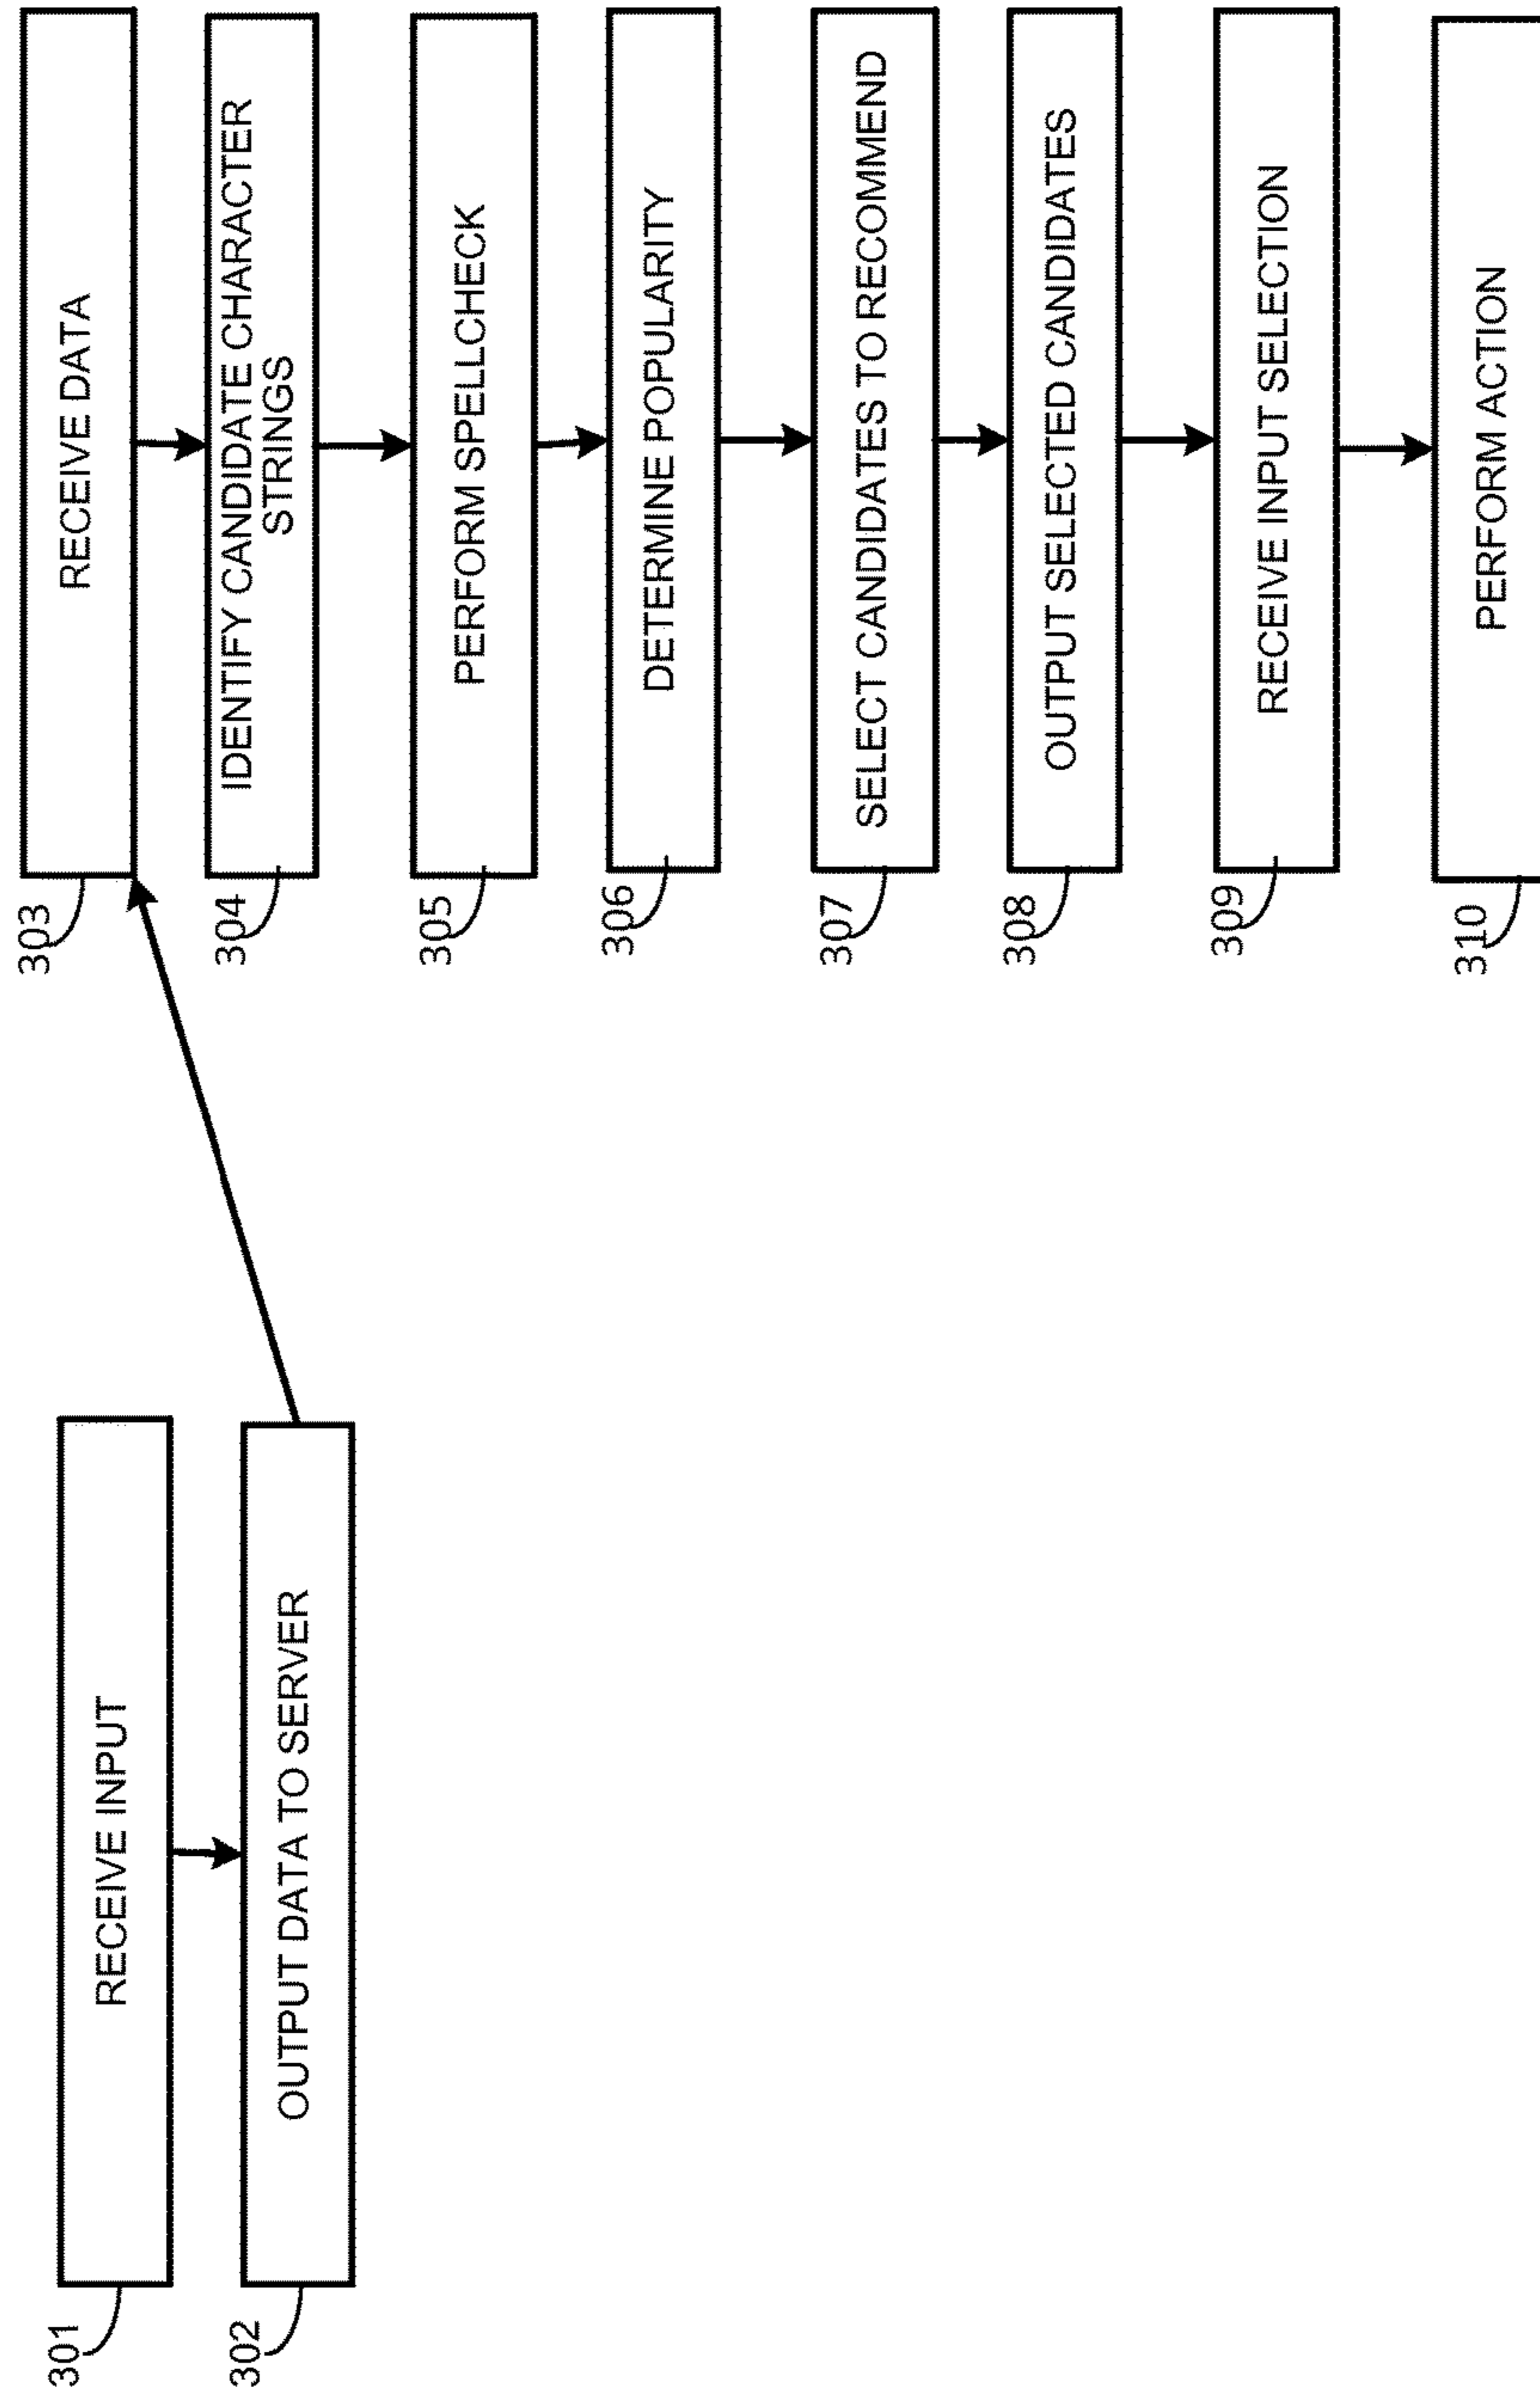 301
RECEIVE INPUT
302
OUTPUT DATA TO SERVER
303
RECEIVE DATA
304
IDENTIFY CANDIDATE CHARACTER
STRINGS
305
PERFORM SPELLCHECK
306
DETERMINE POPULARITY
307
SELECT CANDIDATES TO RECOMMEND
308
OUTPUT SELECTED CANDIDATES
309
RECEIVE INPUT SELECTION
310
PERFORM ACTION